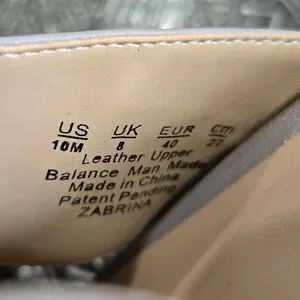 US UK EUR cm
10M 8 40 27
Leather Upper
Balance Man Made
Made in China
Patent Pending
ZABRINA